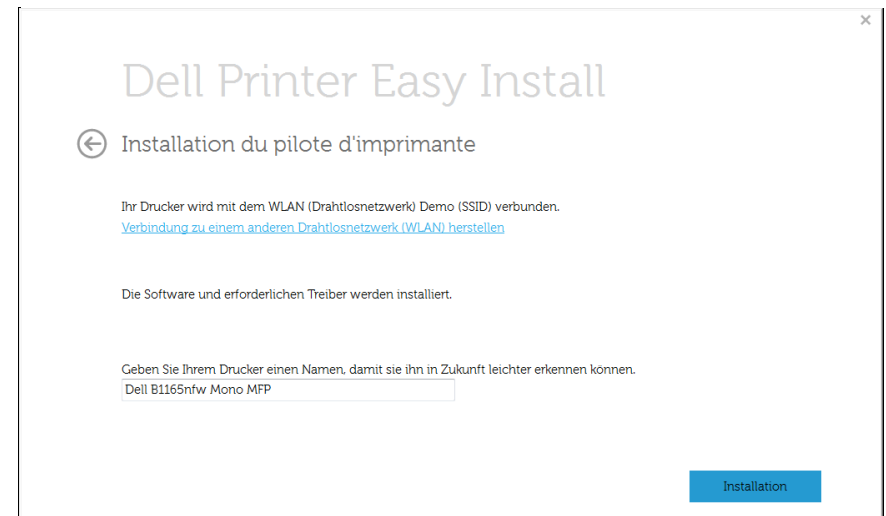 Dell Printer Easy Install
Installation du pilote d'imprimante
Ihr Drucker wird mit dem WLAN (Drahtlosnetzwerk) Demo (SSID) verbunden.
Verbindung zu einem anderen Drahtlosnetzwerk (WLAN) herstellen
Die Software und erforderlichen Treiber werden installiert.
Geben Sie Ihrem Drucker einen Namen, damit sie ihn in Zukunft leichter erkennen können.
Dell B1165nfw Mono MFP
Installation